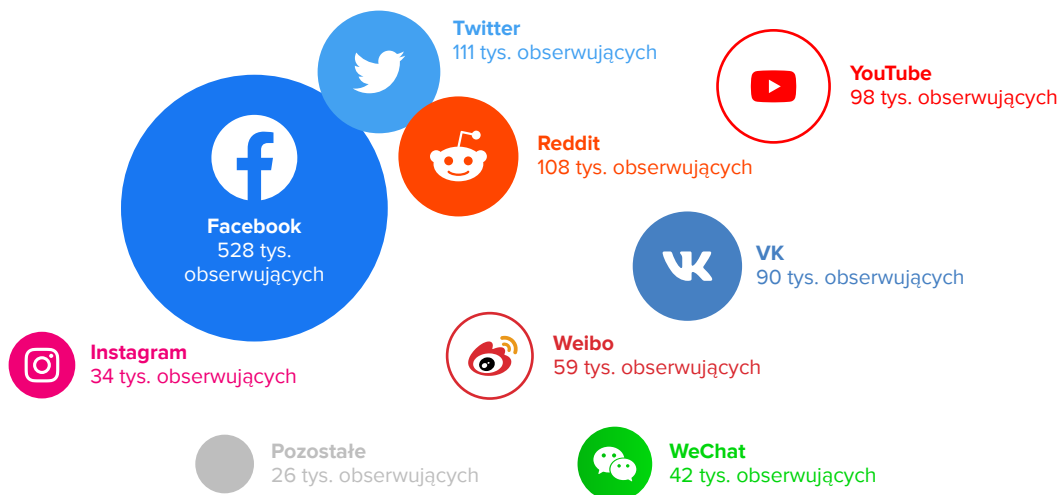 Twitter
111 tys. obserwujących
YouTube
98 tys. obserwujących
Reddit
108 tys. obserwujących
Facebook
528 tys.
obserwujących
VK
90 tys. obserwujących
Instagram
34 tys. obserwujących
Weibo
59 tys. obserwujących
Pozostałe
26 tys. obserwujących
WeChat
42 tys. obserwujących